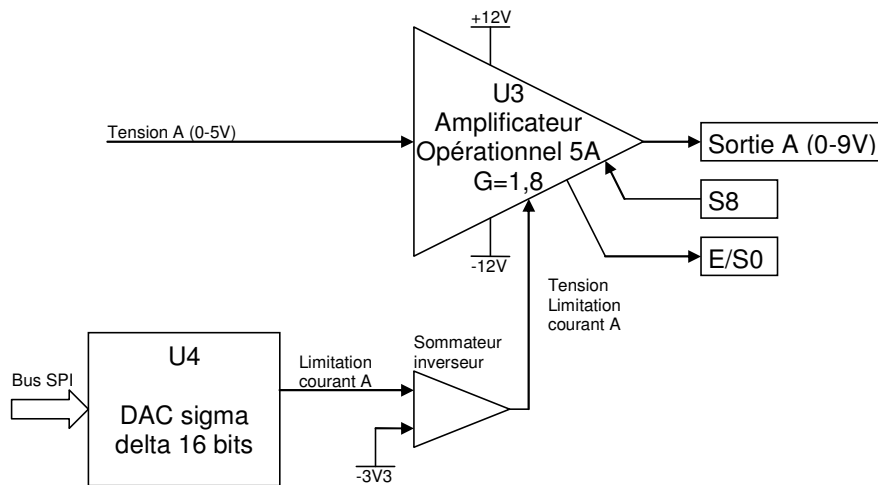 +12V
U3
Amplificateur
Opérationnel 5A
G=1,8
Tension A (0-5V)
Sortie A (0-9V)
S8
E/S0
-12V
Tension
Limitation
courant A
Sommateur
inverseur
U4
DAC sigma
delta 16 bits
Bus SPI
Limitation
courant A
-3V3